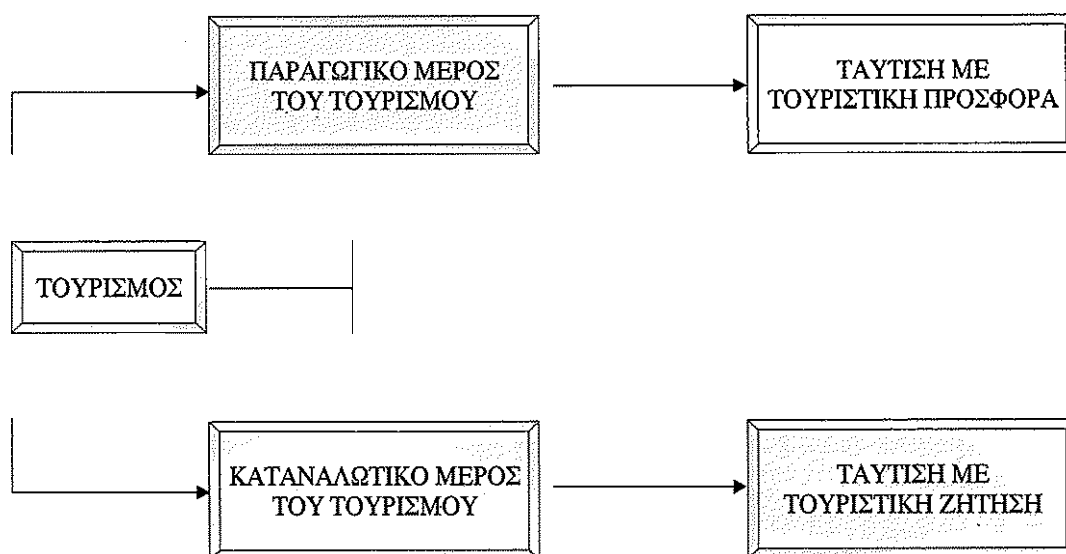 ΠΑΡΑΓΩΓΙΚΟ ΜΕΡΟΣ
ΤΟΥ ΤΟΥΡΙΣΜΟΥ
ΤΑΥΤΙΣΗ ΜΕ
ΤΟΥΡΙΣΤΙΚΗ ΠΡΟΣΦΟΡΑ
ΤΟΥΡΙΣΜΟΣ
ΚΑΤΑΝΑΛΩΤΙΚΟ ΜΕΡΟΣ
ΤΟΥ ΤΟΥΡΙΣΜΟΥ
ΤΑΥΤΙΣΗ ΜΕ
ΤΟΥΡΙΣΤΙΚΗ ΖΗΤΗΣΗ